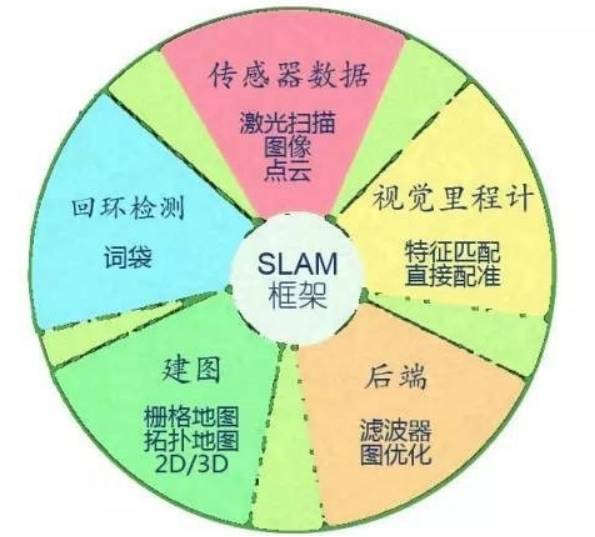 传感器数据
激光扫描
图像
点云
视觉里程计
特征匹配
直接配准
后端
滤波器
图优化
建图
栅格地图
拓扑地图
2D/3D
回环检测
词袋
SLAM
框架